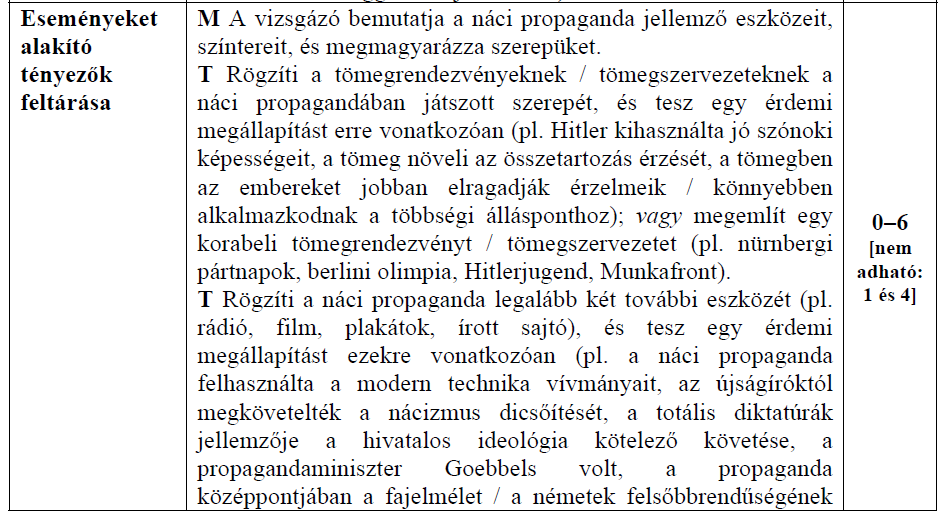 Eseményeket
alakító
tényezők
feltárása
M A vizsgázó bemutatja a náci propaganda jellemző eszközeit,
színtereit, és megmagyarázza szerepüket.
T Rögzíti a tömegrendezvényeknek / tömegszervezeteknek a
náci propagandában játszott szerepét, és tesz egy érdemi
megállapítást erre vonatkozóan (pl. Hitler kihasználta jó szónoki
képességeit, a tömeg növeli az összetartozás érzését, a tömegben
az embereket jobban elragadják érzelmeik / könnyebben
alkalmazkodnak a többségi állásponthoz); vagy megemlít egy
korabeli tömegrendezvényt / tömegszervezetet (pl. nürnbergi
pártnapok, berlini olimpia, Hitlerjugend, Munkafront).
T Rögzíti a náci propaganda legalább két további eszközét (pl.
rádió, film, plakátok, írott sajtó), és tesz egy érdemi
megállapítást ezekre vonatkozóan (pl. a náci propaganda
felhasználta a modern technika vívmányait, az újságíróktól
megkövetelték a nácizmus dicsőítését, a totális diktatúrák
jellemzője a hivatalos ideológia kötelező követése, a
propagandaminiszter Goebbels volt, a propaganda
középpontjában a fajelmélet / a németek felsőbbrendűségének
0–6
[nem
adható:
1 és 4]